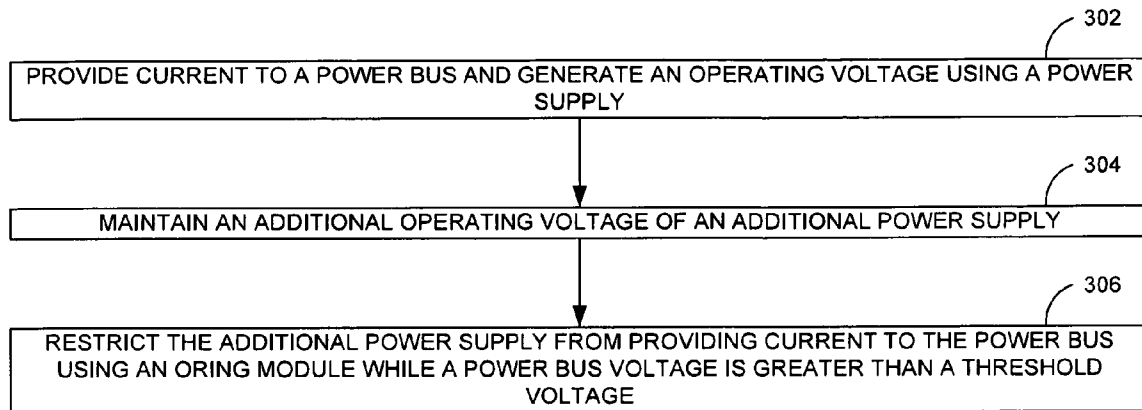 302
PROVIDE CURRENT TO A POWER BUS AND GENERATE AN OPERATING VOLTAGE USING A POWER
SUPPLY
304
MAINTAIN AN ADDITIONAL OPERATING VOLTAGE OF AN ADDITIONAL POWER SUPPLY
306
RESTRICT THE ADDITIONAL POWER SUPPLY FROM PROVIDING CURRENT TO THE POWER BUS
USING AN ORING MODULE WHILE A POWER BUS VOLTAGE IS GREATER THAN A THRESHOLD
VOLTAGE